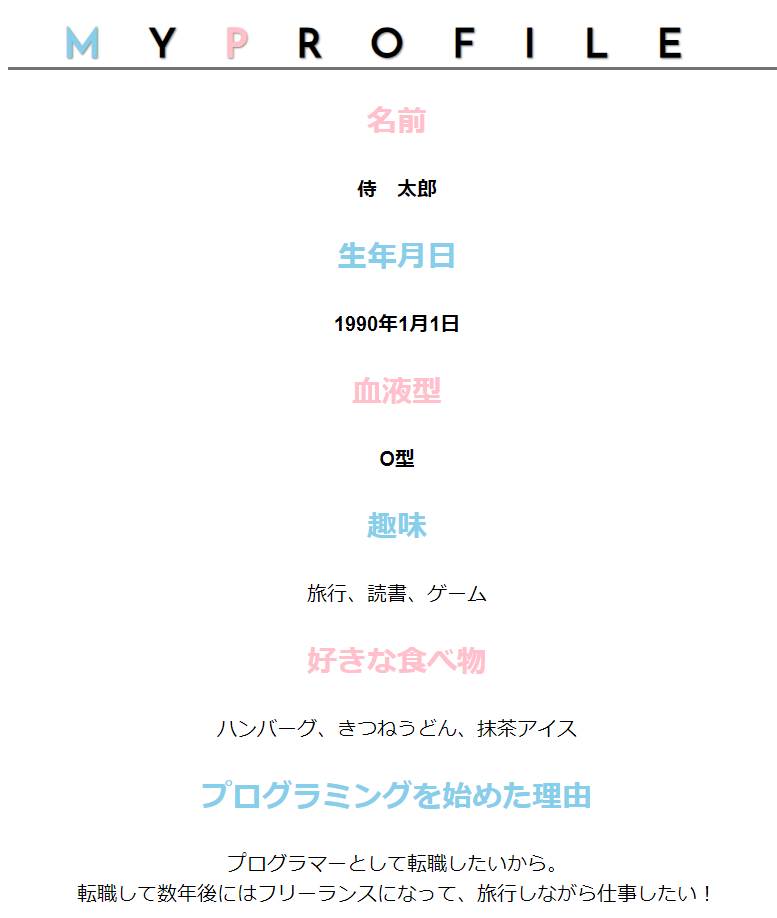 MY PROFILE
名前
侍　太郎
生年月日
1990年1月1日
血液型
O型
趣味
旅行、読書、ゲーム
好きな食べ物
ハンバーグ、きつねうどん、抹茶アイス
プログラミングを始めた理由
プログラマーとして転職したいから。
転職して数年後にはフリーランスになって、旅行しながら仕事したい！